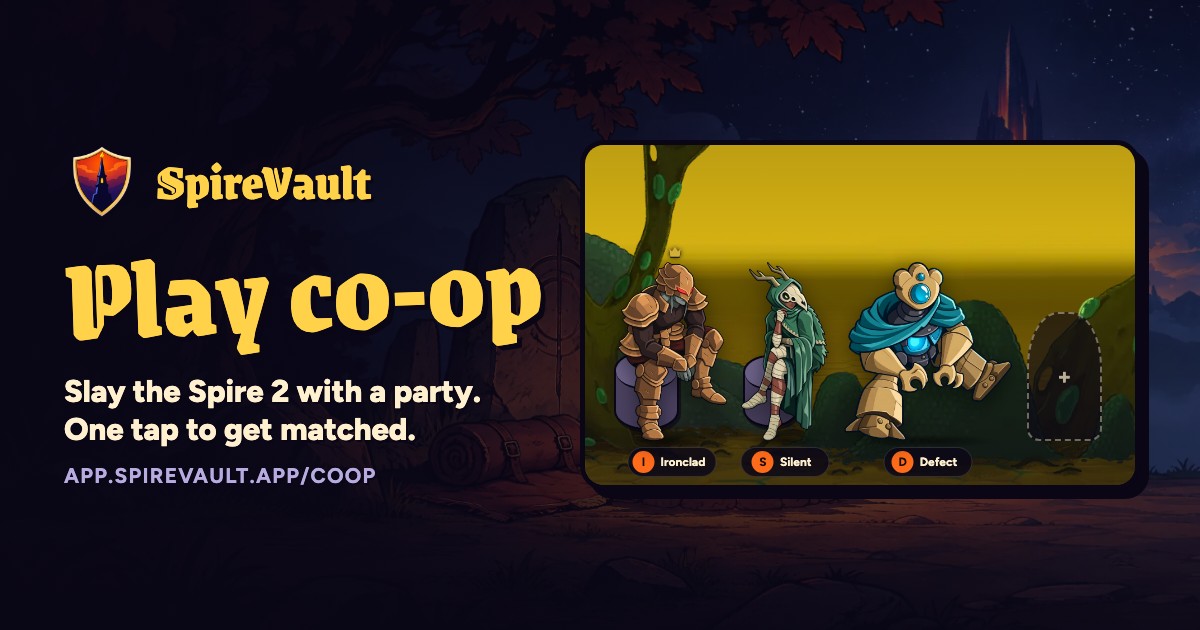 SpireVault
Play co-op
Slay the Spire 2 with a party.
One tap to get matched.
APP.SPIREVAULT.APP/COOP
+
I Ironclad
S Silent
D Defect